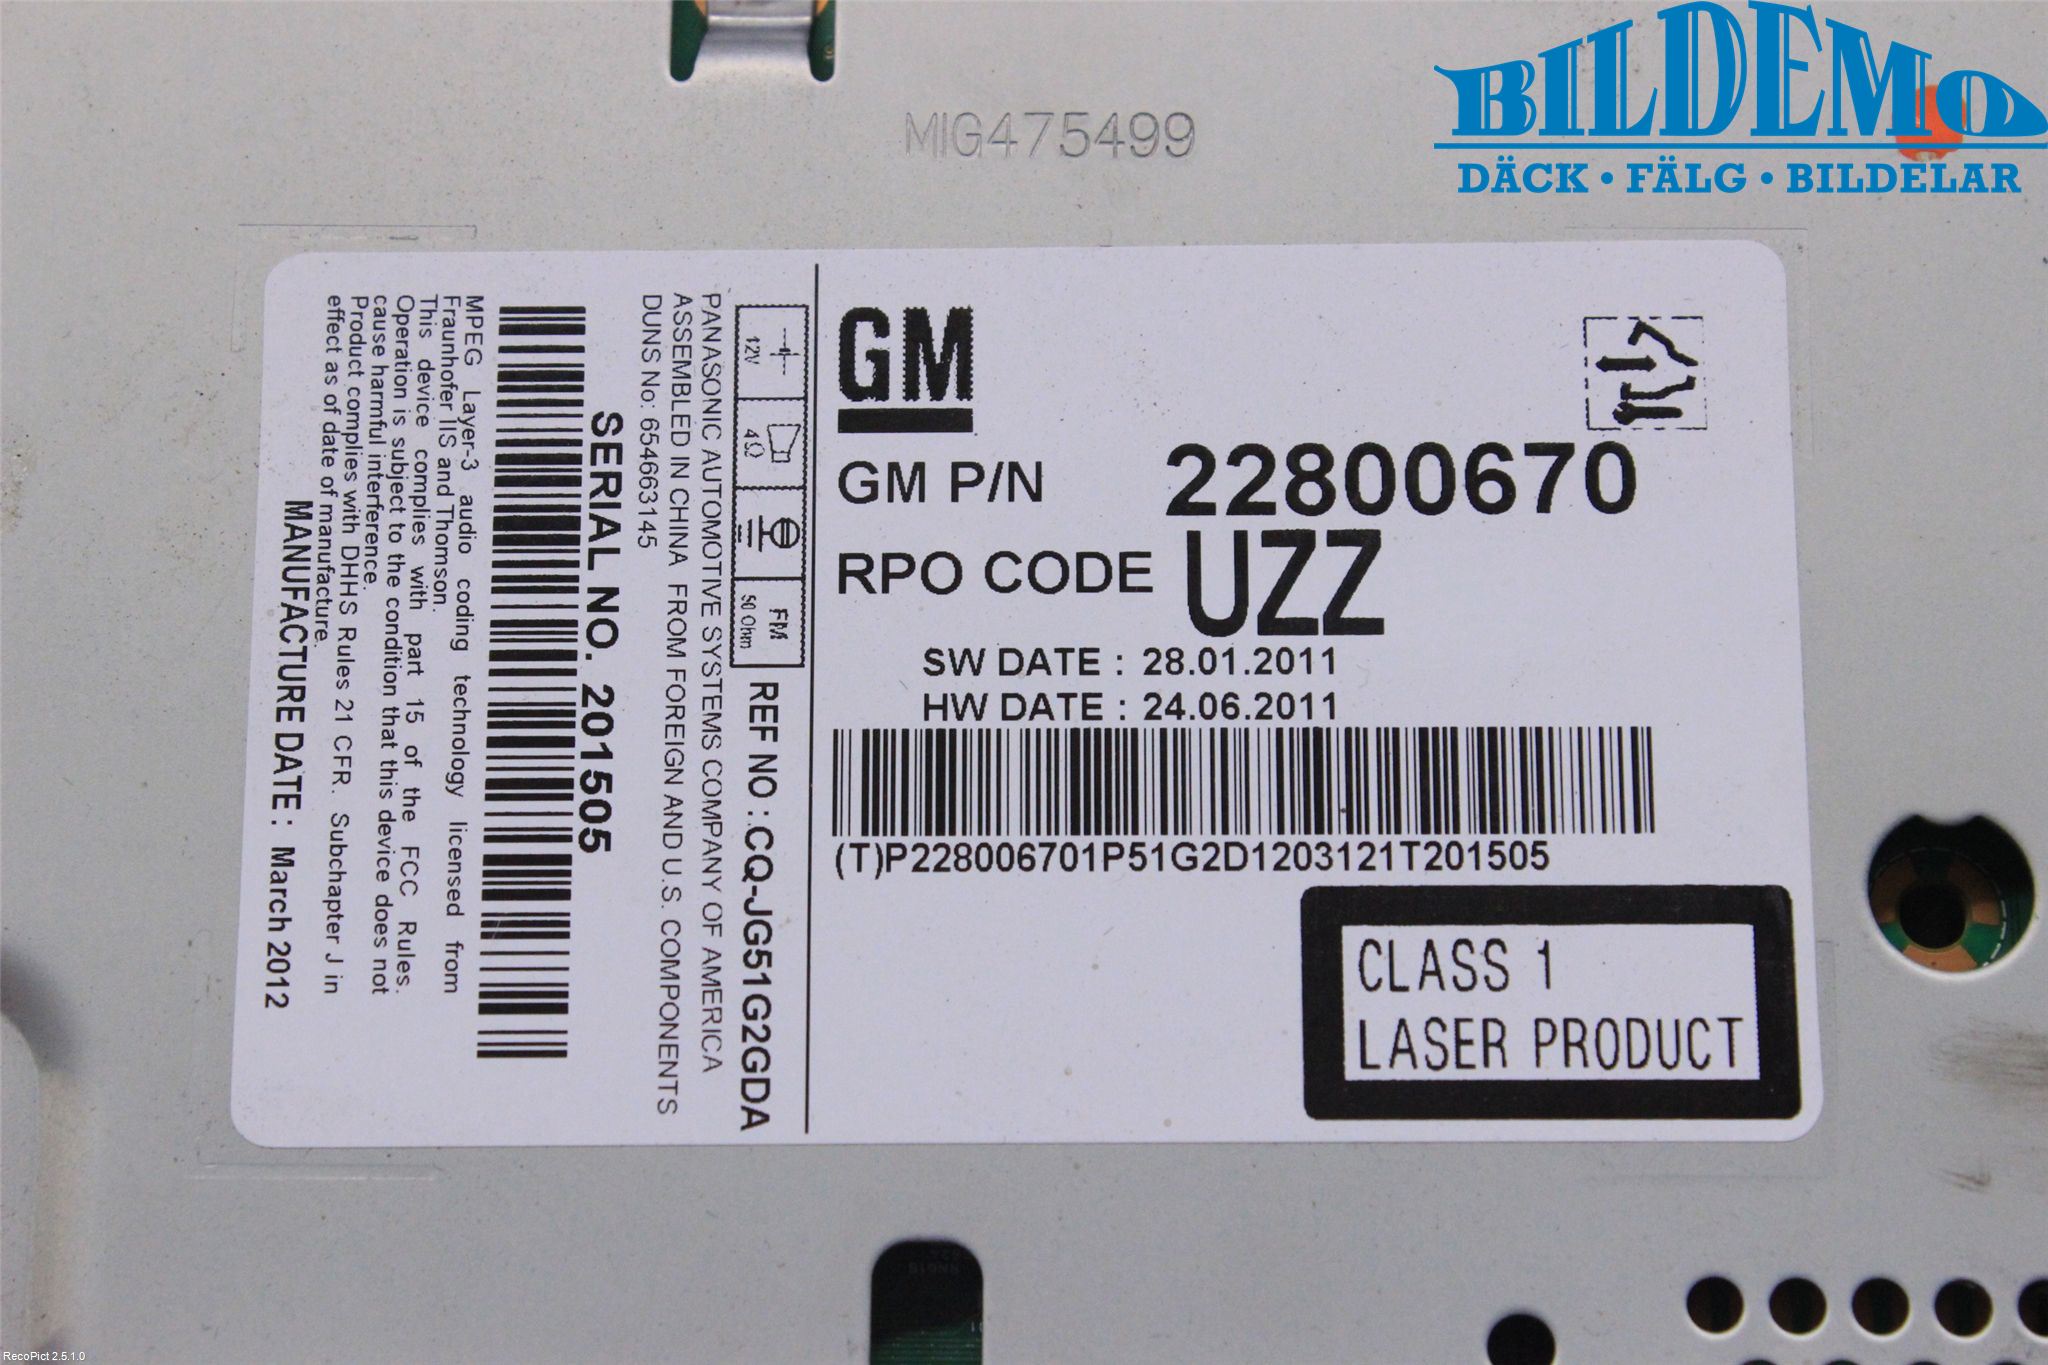 BILDEMO
DÄCK • FÄLG • BILDELAR
MIG475499
GM
GM P/N 22800670
RPO CODE UZZ
SW DATE : 28.01.2011
HW DATE : 24.06.2011
(T)P228006701P51G2D1203121T201505
CLASS 1
LASER PRODUCT
12V
4Ω
FM
50 Ohm
REF NO : CQ-JG51G2GDA
PANASONIC AUTOMOTIVE SYSTEMS COMPANY OF AMERICA
ASSEMBLED IN CHINA FROM FOREIGN AND U.S. COMPONENTS
DUNS No: 654663145
SERIAL NO. 201505
MPEG Layer-3 audio coding technology licensed from
Fraunhofer IIS and Thomson.
This device complies with part 15 of the FCC Rules.
Operation is subject to the condition that this device does not
cause harmful interference.
Product complies with DHHS Rules 21 CFR. Subchapter J in
effect as of date of manufacture.
MANUFACTURE DATE : March 2012
RecoPict 2.5.1.0